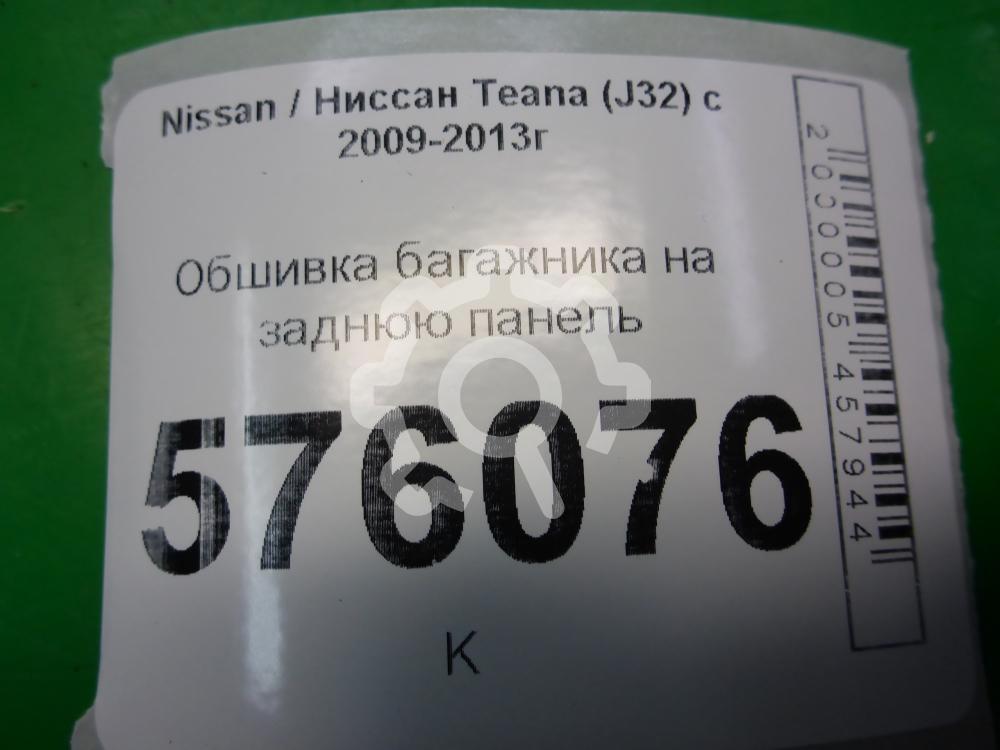 Nissan / Ниссан Teana (J32) с
2009-2013г
Обшивка багажника на
заднюю панель
576076
К
2000005457944